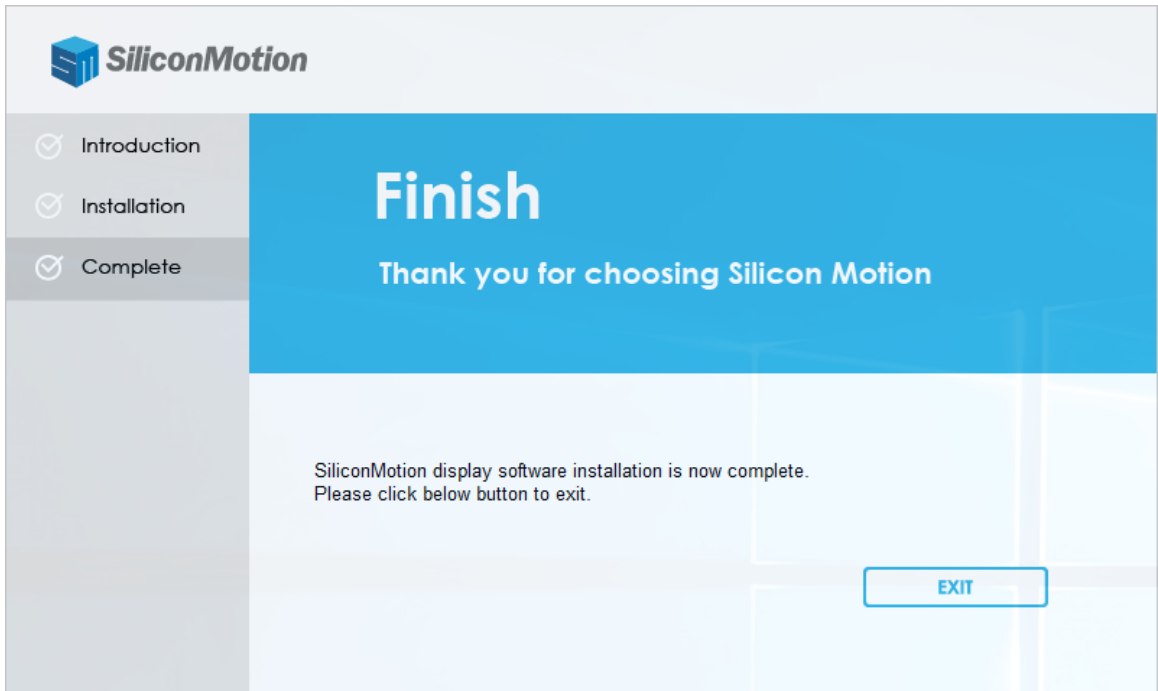 SiliconMotion
Introduction
Installation
Complete
Finish
Thank you for choosing Silicon Motion
SiliconMotion display software installation is now complete.
Please click below button to exit.
EXIT